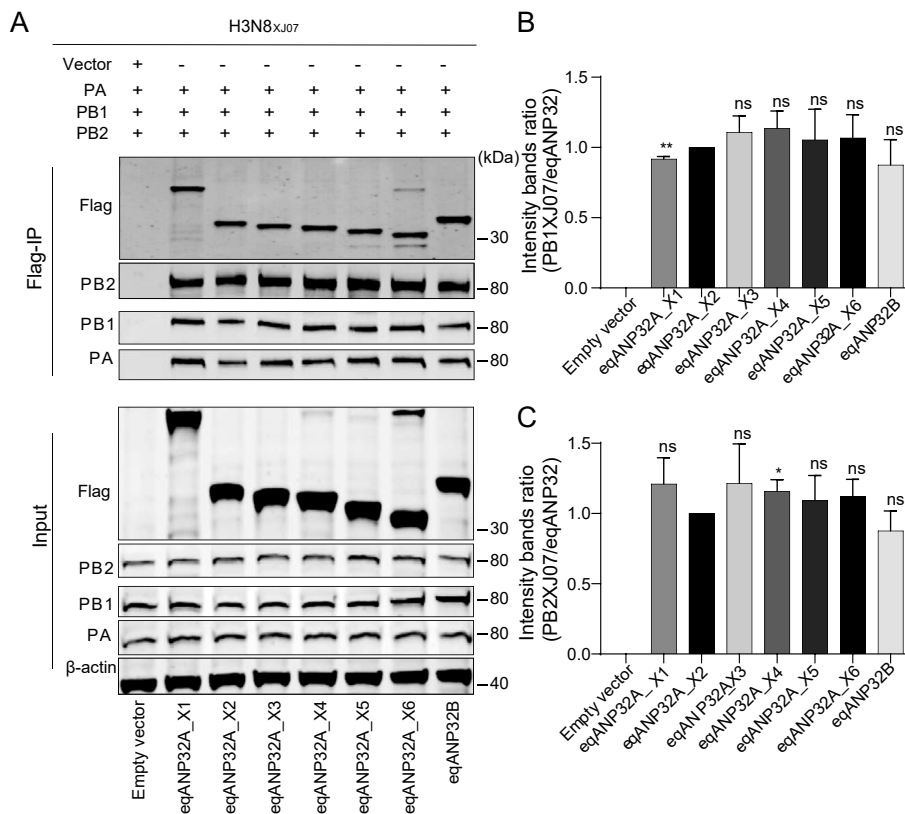 A
H3N8XJ07
Vector + - - - - - - -
PA + + + + + + + +
PB1 + + + + + + + +
PB2 + + + + + + + +
(kDa)
Flag-IP
Flag
–30
PB2
–80
PB1
–80
PA
–80
Input
Flag
–30
PB2
–80
PB1
–80
PA
–80
β-actin
–40
Empty vector
eqANP32A_X1
eqANP32A_X2
eqANP32A_X3
eqANP32A_X4
eqANP32A_X5
eqANP32A_X6
eqANP32B
B
Intensity bands ratio
(PB1XJ07/eqANP32)
1.5
1.0
0.5
0.0
** ns ns ns ns ns
Empty vector
eqANP32A_X1
eqANP32A_X2
eqANP32A_X3
eqANP32A_X4
eqANP32A_X5
eqANP32A_X6
eqANP32B
C
Intensity bands ratio
(PB2XJ07/eqANP32)
1.5
1.0
0.5
0.0
ns ns * ns ns ns
Empty vector
eqANP32A_X1
eqANP32A_X2
eqANP32AX3
eqANP32A_X4
eqANP32A_X5
eqANP32A_X6
eqANP32B